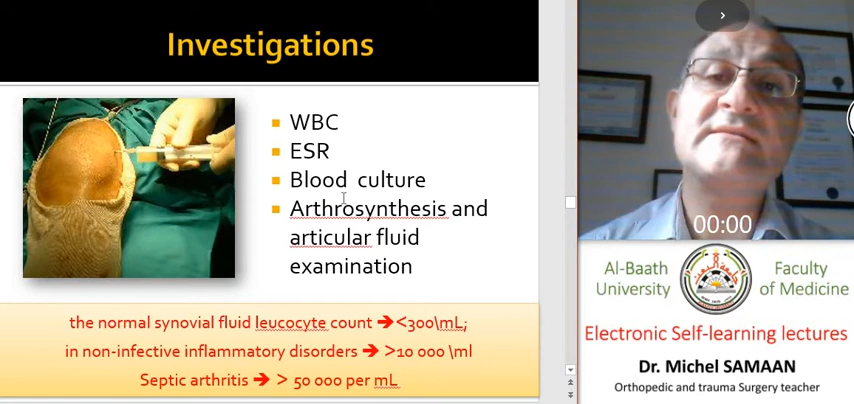 Investigations
WBC
ESR
Blood culture
Arthrosynthesis and
articular fluid
examination
the normal synovial fluid leucocyte count ➔<300\mL;
in non-infective inflammatory disorders ➔ >10 000 \ml
Septic arthritis ➔ > 50 000 per mL
00:00
Al-Baath
University
Faculty
of Medicine
Electronic Self-learning lectures
Dr. Michel SAMAAN
Orthopedic and trauma Surgery teacher